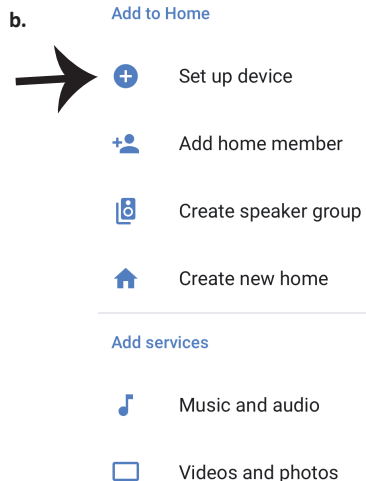 b.
Add to Home
Set up device
Add home member
Create speaker group
Create new home
Add services
Music and audio
Videos and photos